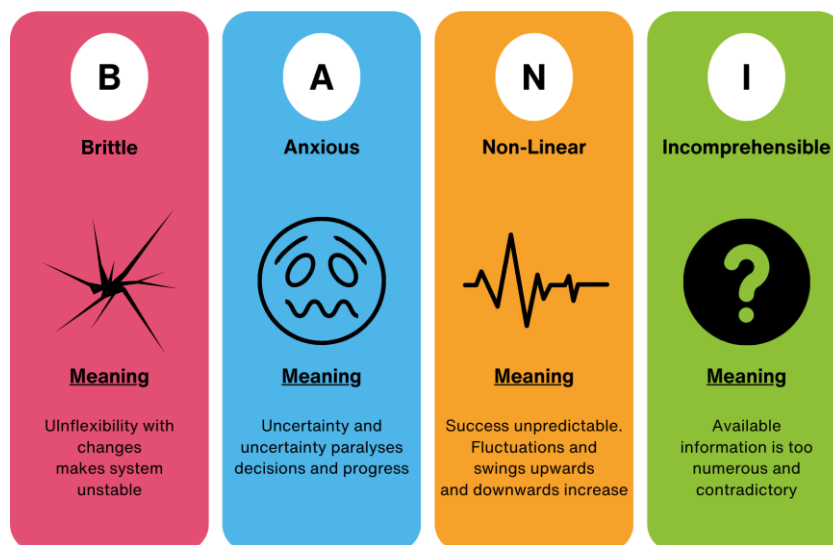 B
Brittle
Meaning
UInflexibility with
changes
makes system
unstable
A
Anxious
Meaning
Uncertainty and
uncertainty paralyses
decisions and progress
N
Non-Linear
Meaning
Success unpredictable.
Fluctuations and
swings upwards
and downwards increase
I
Incomprehensible
?
Meaning
Available
information is too
numerous and
contradictory